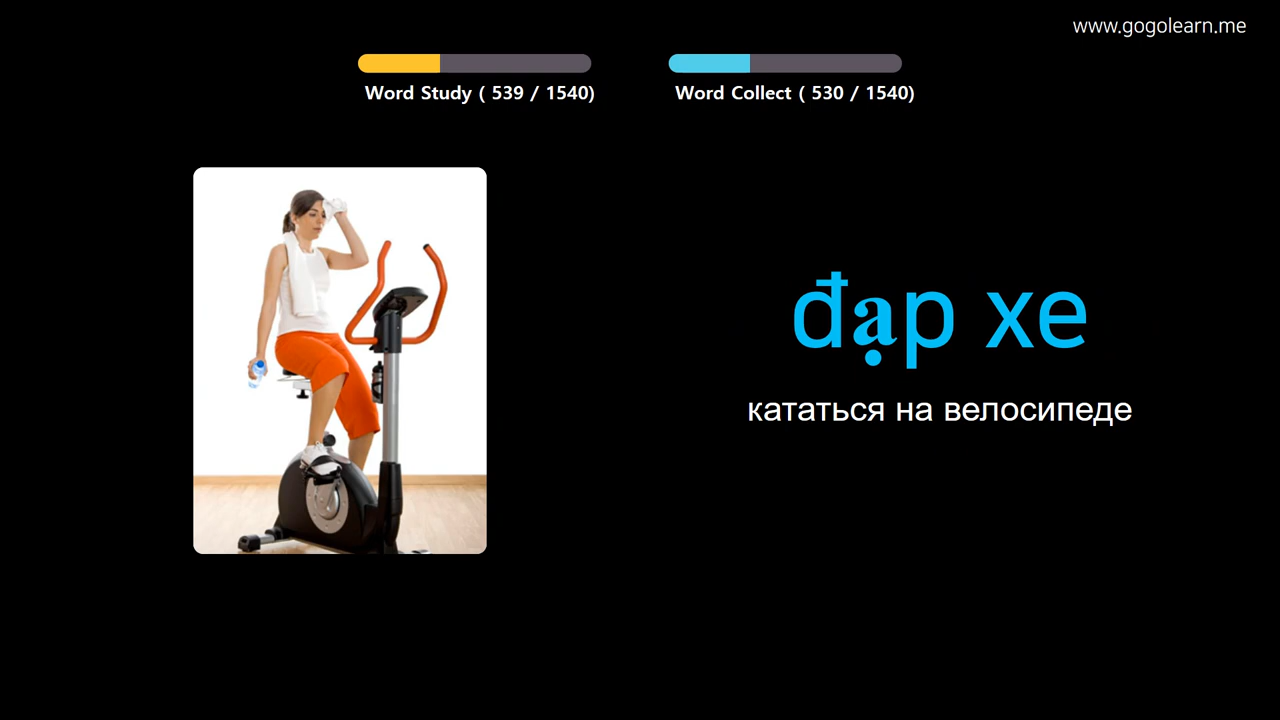 www.gogolearn.me
Word Study ( 539 / 1540)
Word Collect ( 530 / 1540)
đạp xe
кататься на велосипеде